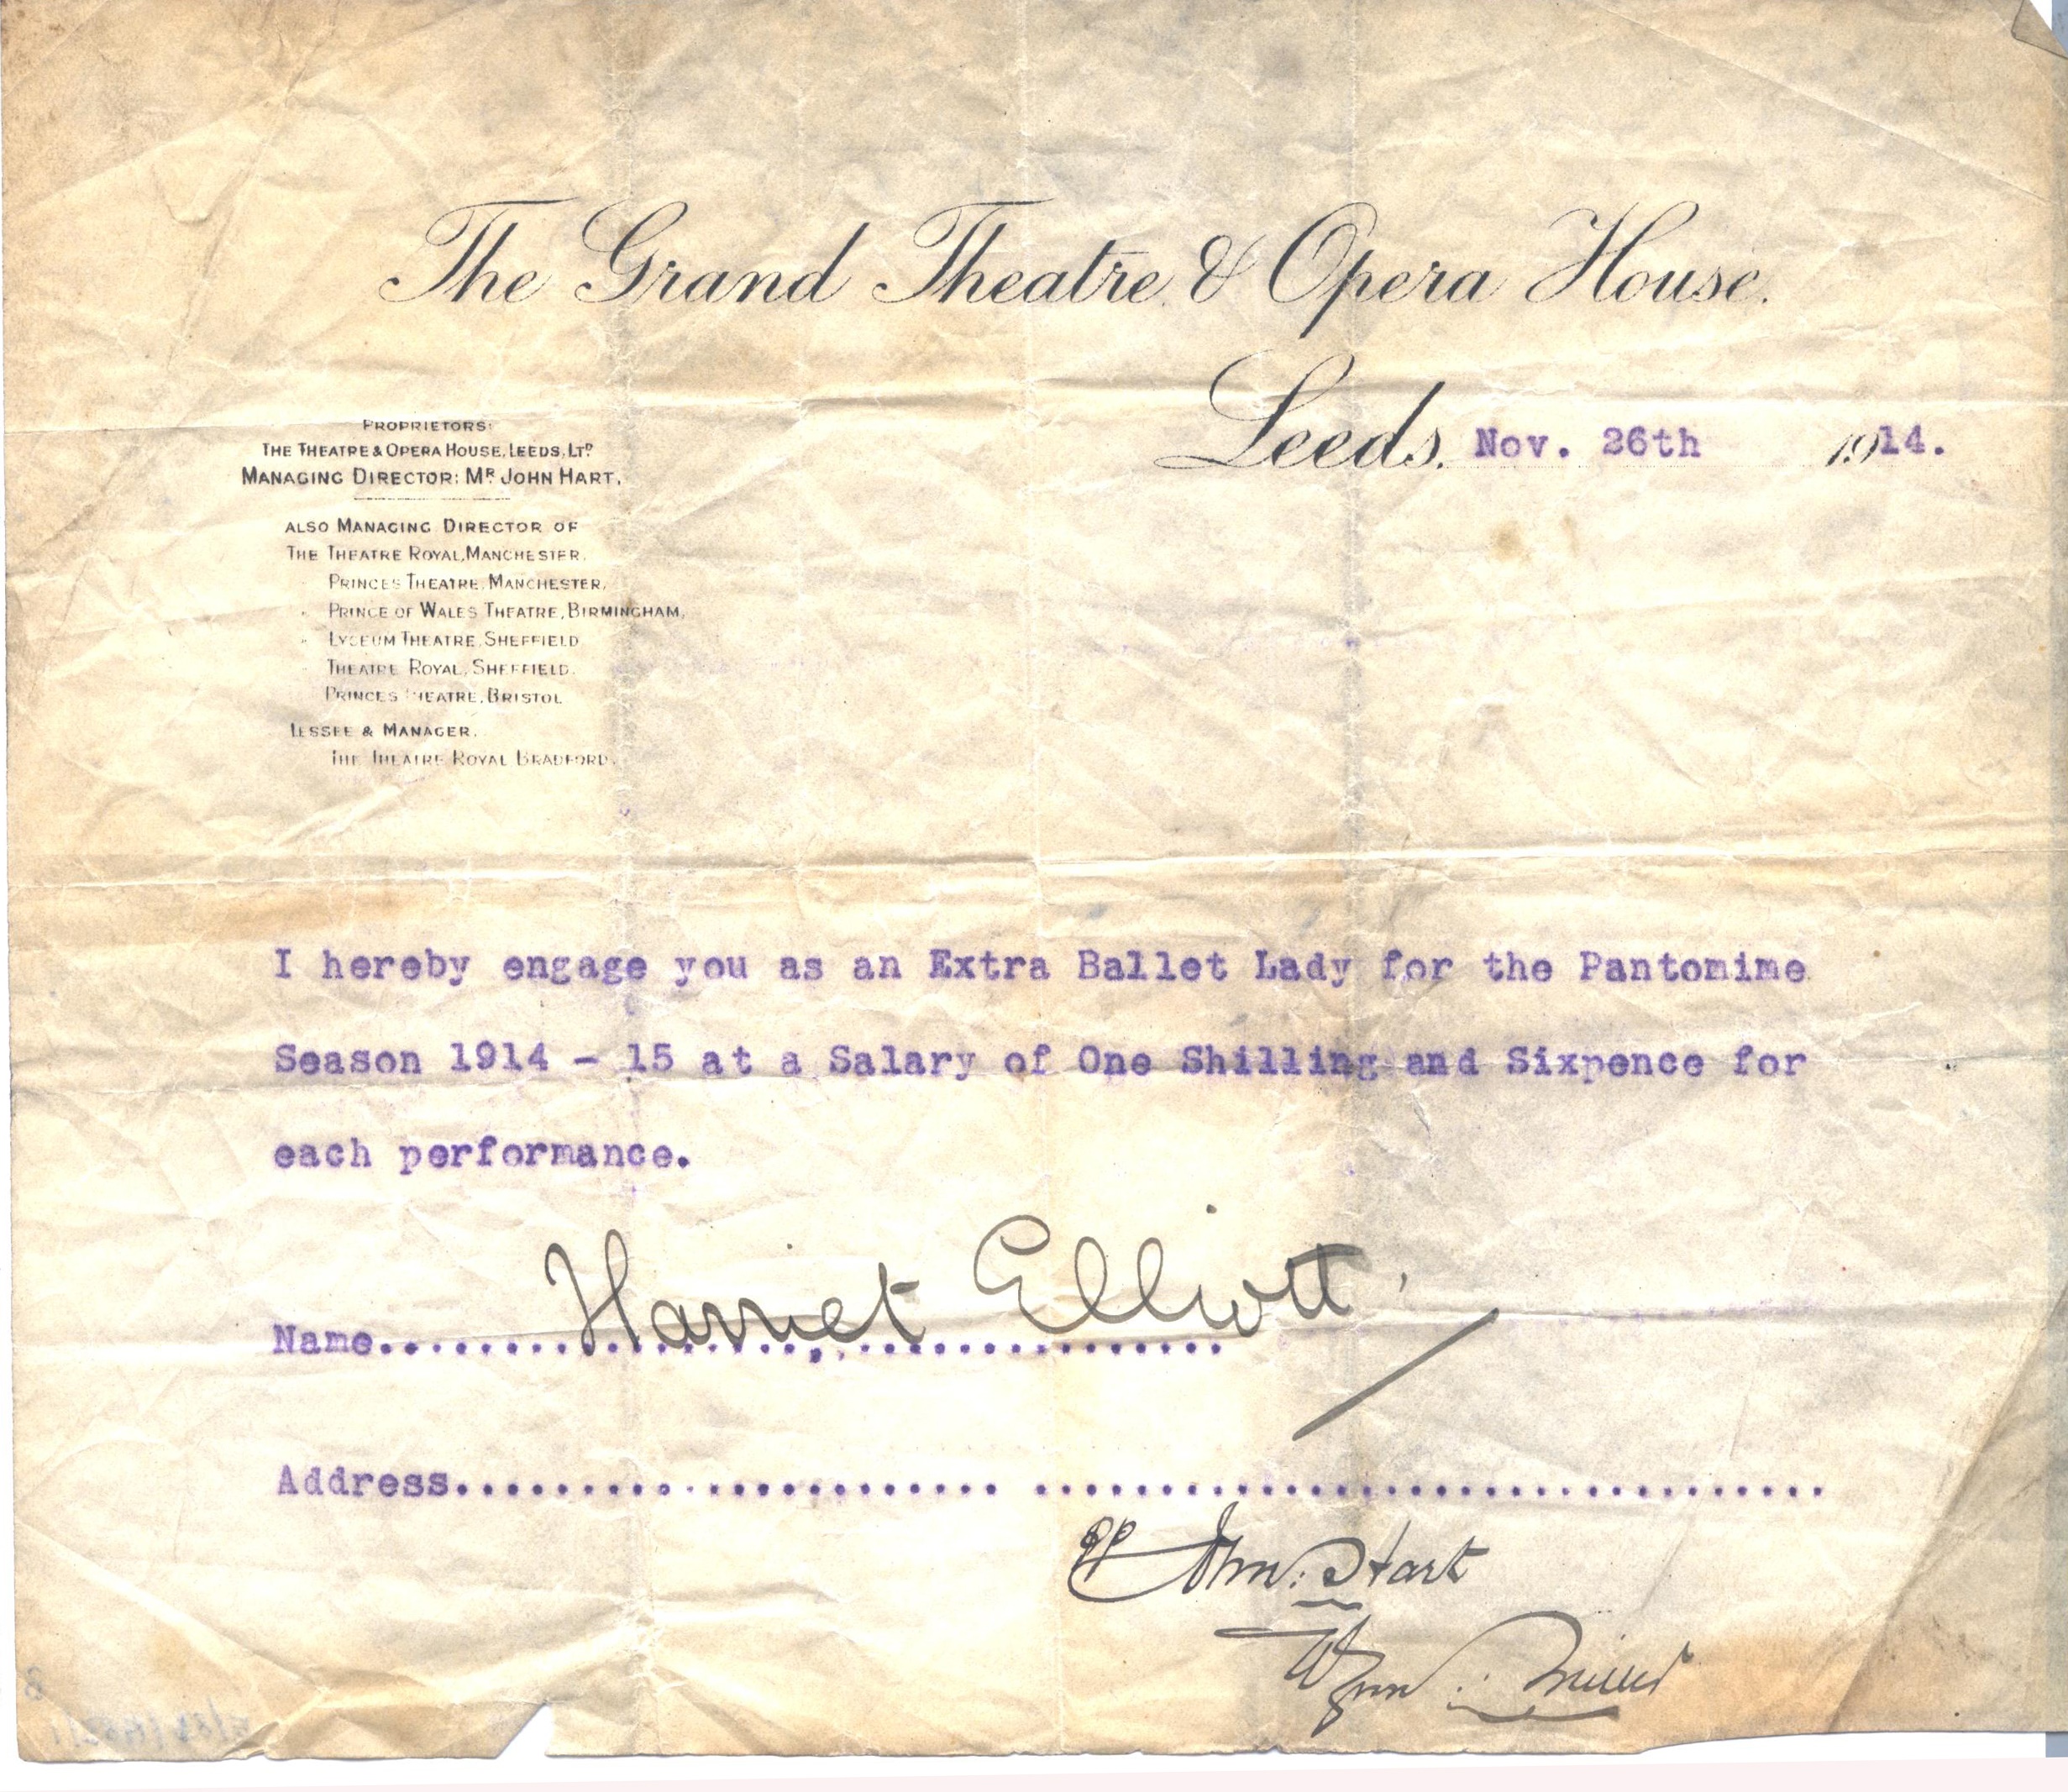 The Grand Theatre & Opera House.
Leeds, Nov. 26th 1914.
PROPRIETORS:
THE THEATRE & OPERA HOUSE, LEEDS, LTD
MANAGING DIRECTOR: MR JOHN HART,
ALSO MANAGING DIRECTOR OF
THE THEATRE ROYAL, MANCHESTER.
" PRINCES THEATRE, MANCHESTER,
" PRINCE OF WALES THEATRE, BIRMINGHAM,
" LYCEUM THEATRE, SHEFFIELD
" THEATRE ROYAL, SHEFFIELD.
PRINCES THEATRE, BRISTOL
LESSEE & MANAGER.
THE THEATRE ROYAL BRADFORD.
I hereby engage you as an Extra Ballet Lady for the Pantomime
Season 1914 - 15 at a Salary of One Shilling and Sixpence for
each performance.
Name.......Harriet Elliott.......
Address..............................................
pp John Hart
Wynn